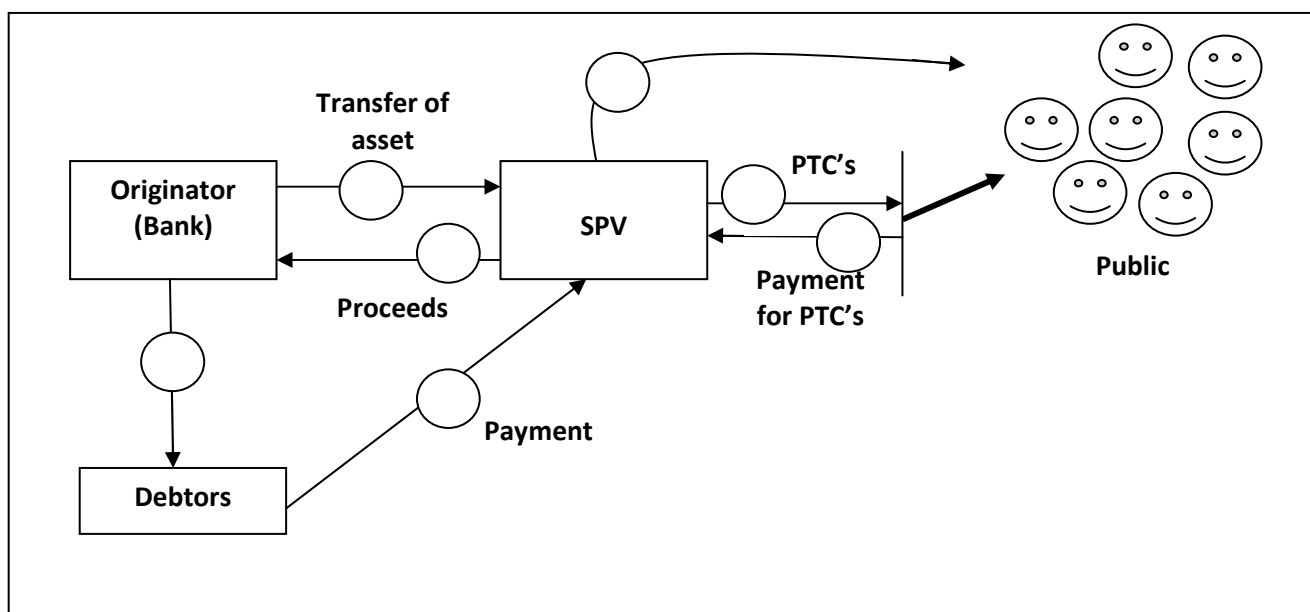 Transfer of
asset
PTC's
Originator
(Bank)
SPV
Proceeds
Payment
for PTC's
Public
Payment
Debtors